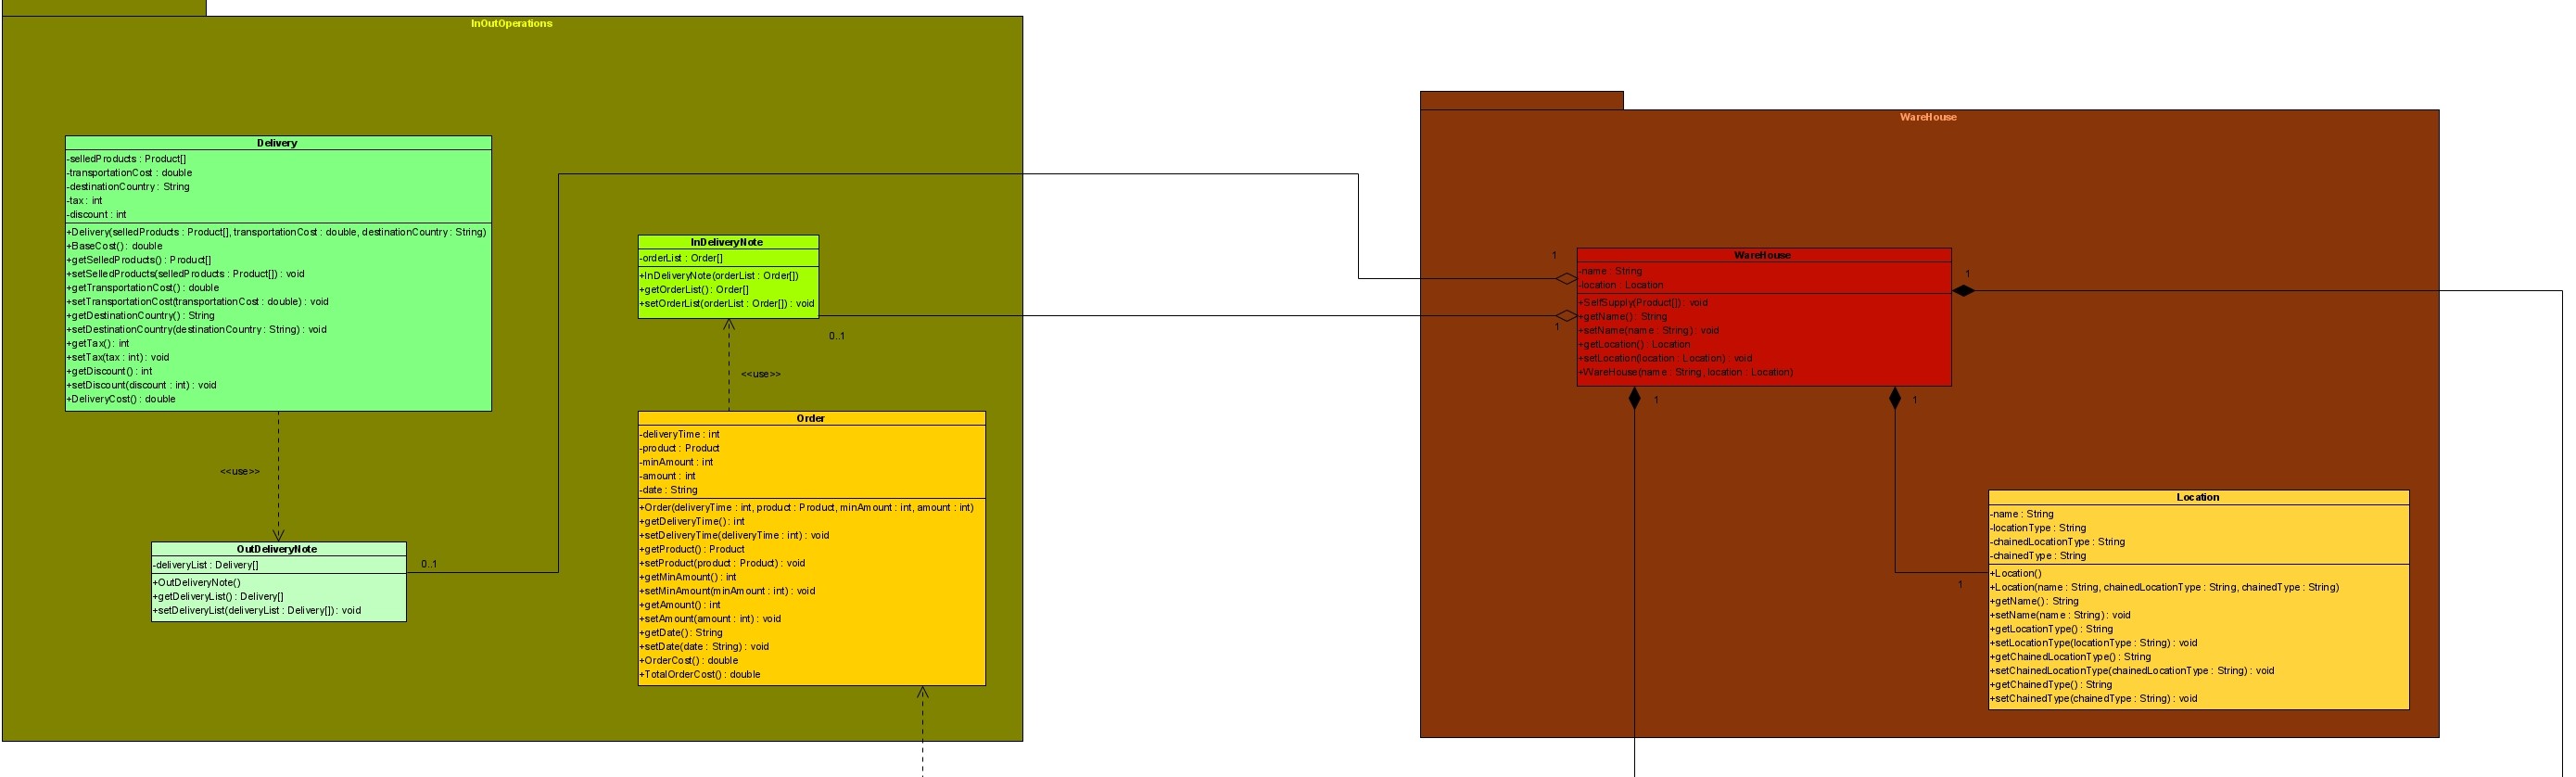 InOutOperations
Delivery
-selledProducts : Product[]
-transportationCost : double
-destinationCountry : String
-tax : int
-discount : int
+Delivery(selledProducts : Product[], transportationCost : double, destinationCountry : String)
+BaseCost() : double
+getSelledProducts() : Product[]
+setSelledProducts(selledProducts : Product[]) : void
+getTransportationCost() : double
+setTransportationCost(transportationCost : double) : void
+getDestinationCountry() : String
+setDestinationCountry(destinationCountry : String) : void
+getTax() : int
+setTax(tax : int) : void
+getDiscount() : int
+setDiscount(discount : int) : void
+DeliveryCost() : double
<<use>>
OutDeliveryNote
-deliveryList : Delivery[]
+OutDeliveryNote()
+getDeliveryList() : Delivery[]
+setDeliveryList(deliveryList : Delivery[]) : void
0..1
InDeliveryNote
-orderList : Order[]
+InDeliveryNote(orderList : Order[])
+getOrderList() : Order[]
+setOrderList(orderList : Order[]) : void
0..1
<<use>>
Order
-deliveryTime : int
-product : Product
-minAmount : int
-amount : int
-date : String
+Order(deliveryTime : int, product : Product, minAmount : int, amount : int)
+getDeliveryTime() : int
+setDeliveryTime(deliveryTime : int) : void
+getProduct() : Product
+setProduct(product : Product) : void
+getMinAmount() : int
+setMinAmount(minAmount : int) : void
+getAmount() : int
+setAmount(amount : int) : void
+getDate() : String
+setDate(date : String) : void
+OrderCost() : double
+TotalOrderCost() : double
WareHouse
1
1
WareHouse
-name : String
-location : Location
+SelfSupply(Product[]) : void
+getName() : String
+setName(name : String) : void
+getLocation() : Location
+setLocation(location : Location) : void
+WareHouse(name : String, location : Location)
1
1
1
1
Location
-name : String
-locationType : String
-chainedLocationType : String
-chainedType : String
+Location()
+Location(name : String, chainedLocationType : String, chainedType : String)
+getName() : String
+setName(name : String) : void
+getLocationType() : String
+setLocationType(locationType : String) : void
+getChainedLocationType() : String
+setChainedLocationType(chainedLocationType : String) : void
+getChainedType() : String
+setChainedType(chainedType : String) : void